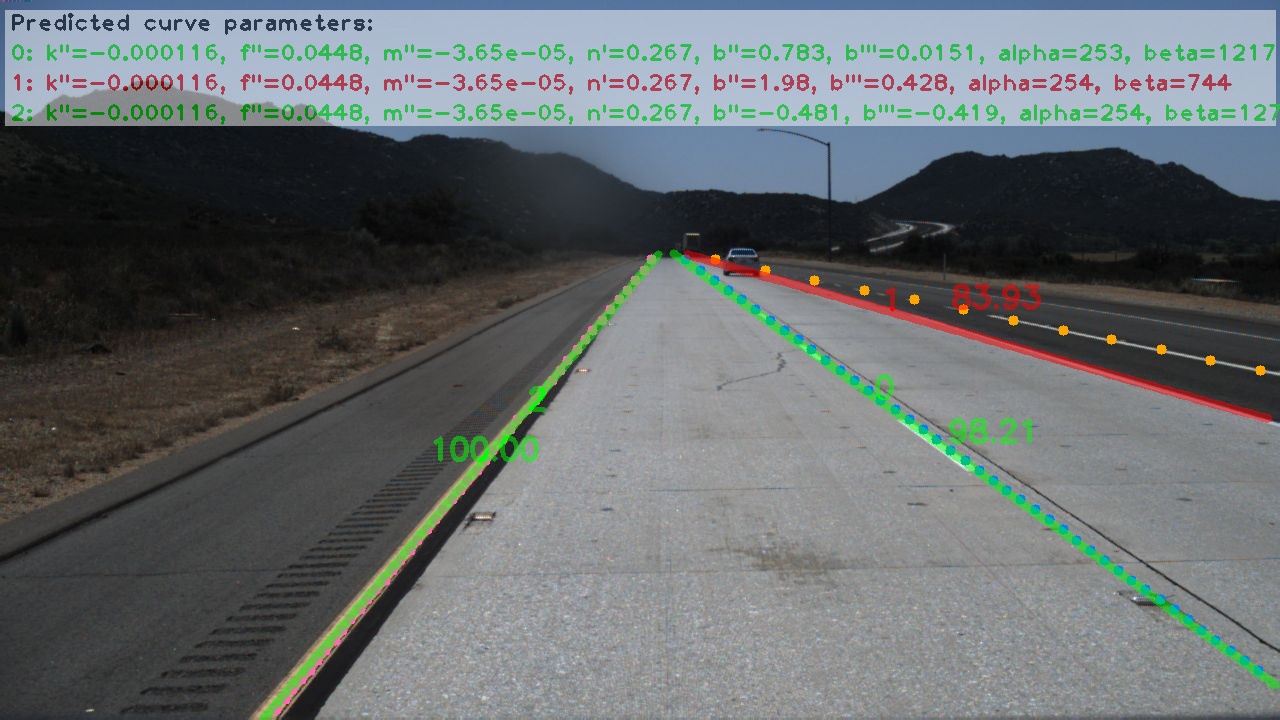 Predicted curve parameters:
0: k"=-0.000116, f"=0.0448, m"=-3.65e-05, n'=0.267, b"=0.783, b'''=0.0151, alpha=253, beta=1217
1: k"=-0.000116, f"=0.0448, m"=-3.65e-05, n'=0.267, b"=1.98, b'''=0.428, alpha=254, beta=744
2: k"=-0.000116, f"=0.0448, m"=-3.65e-05, n'=0.267, b"=-0.481, b'''=-0.419, alpha=254, beta=127
1 83.93
0
2
98.21
100.00